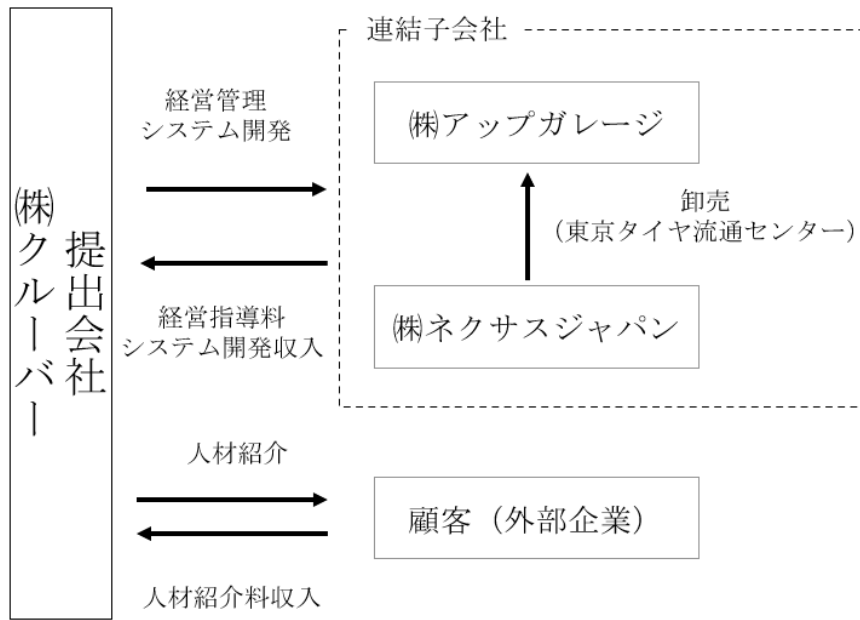 提出会社
㈱クルーバー
連結子会社
経営管理
システム開発
㈱アップガレージ
卸売
（東京タイヤ流通センター）
経営指導料
システム開発収入
㈱ネクサスジャパン
人材紹介
顧客（外部企業）
人材紹介料収入